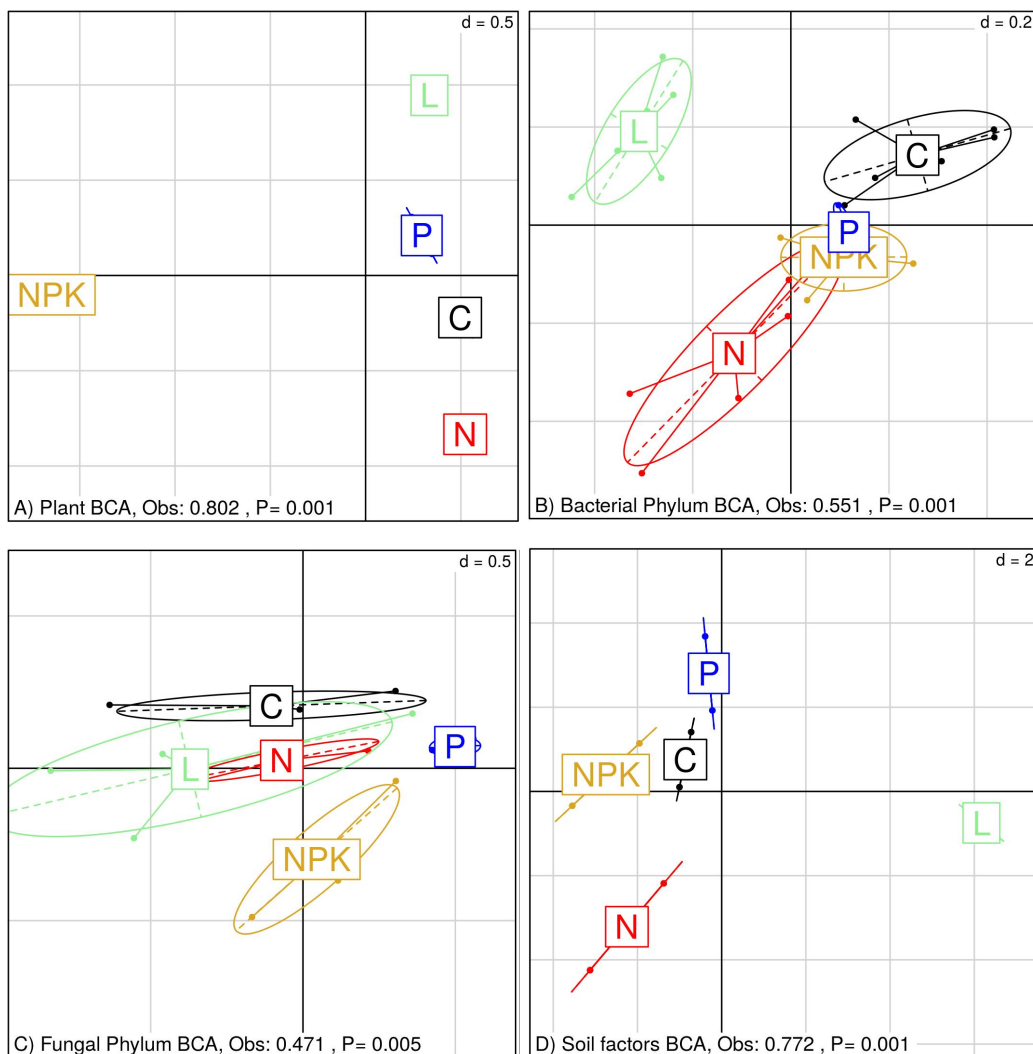 d = 0.5
L
P
NPK
C
N
A) Plant BCA, Obs: 0.802 , P= 0.001
d = 0.2
L
C
P
NPK
N
B) Bacterial Phylum BCA, Obs: 0.551 , P= 0.001
d = 0.5
C
P
N
L
NPK
C) Fungal Phylum BCA, Obs: 0.471 , P= 0.005
d = 2
P
C
NPK
L
N
D) Soil factors BCA, Obs: 0.772 , P= 0.001